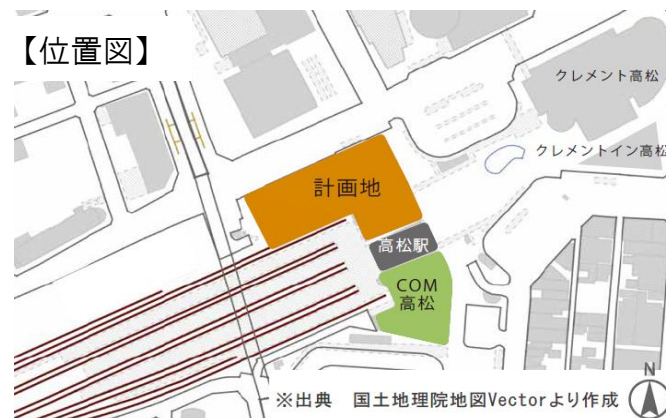 【位置図】
クレメント高松
クレメントイン高松
計画地
高松駅
COM
高松
N
※出典 国土地理院地図Vectorより作成